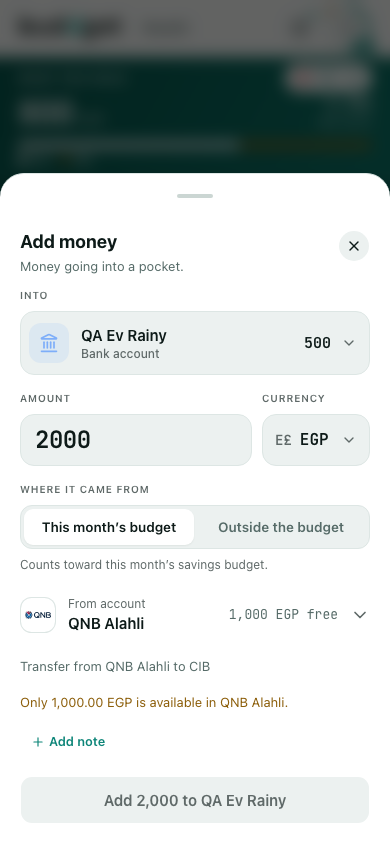 Add money
Money going into a pocket.
INTO
QA Ev Rainy
500
Bank account
AMOUNT
CURRENCY
2000
E£ EGP
WHERE IT CAME FROM
This month's budget
Outside the budget
Counts toward this month's savings budget.
QNB
From account
QNB Alahli
1,000 EGP free
Transfer from QNB Alahli to CIB
Only 1,000.00 EGP is available in QNB Alahli.
+ Add note
Add 2,000 to QA Ev Rainy